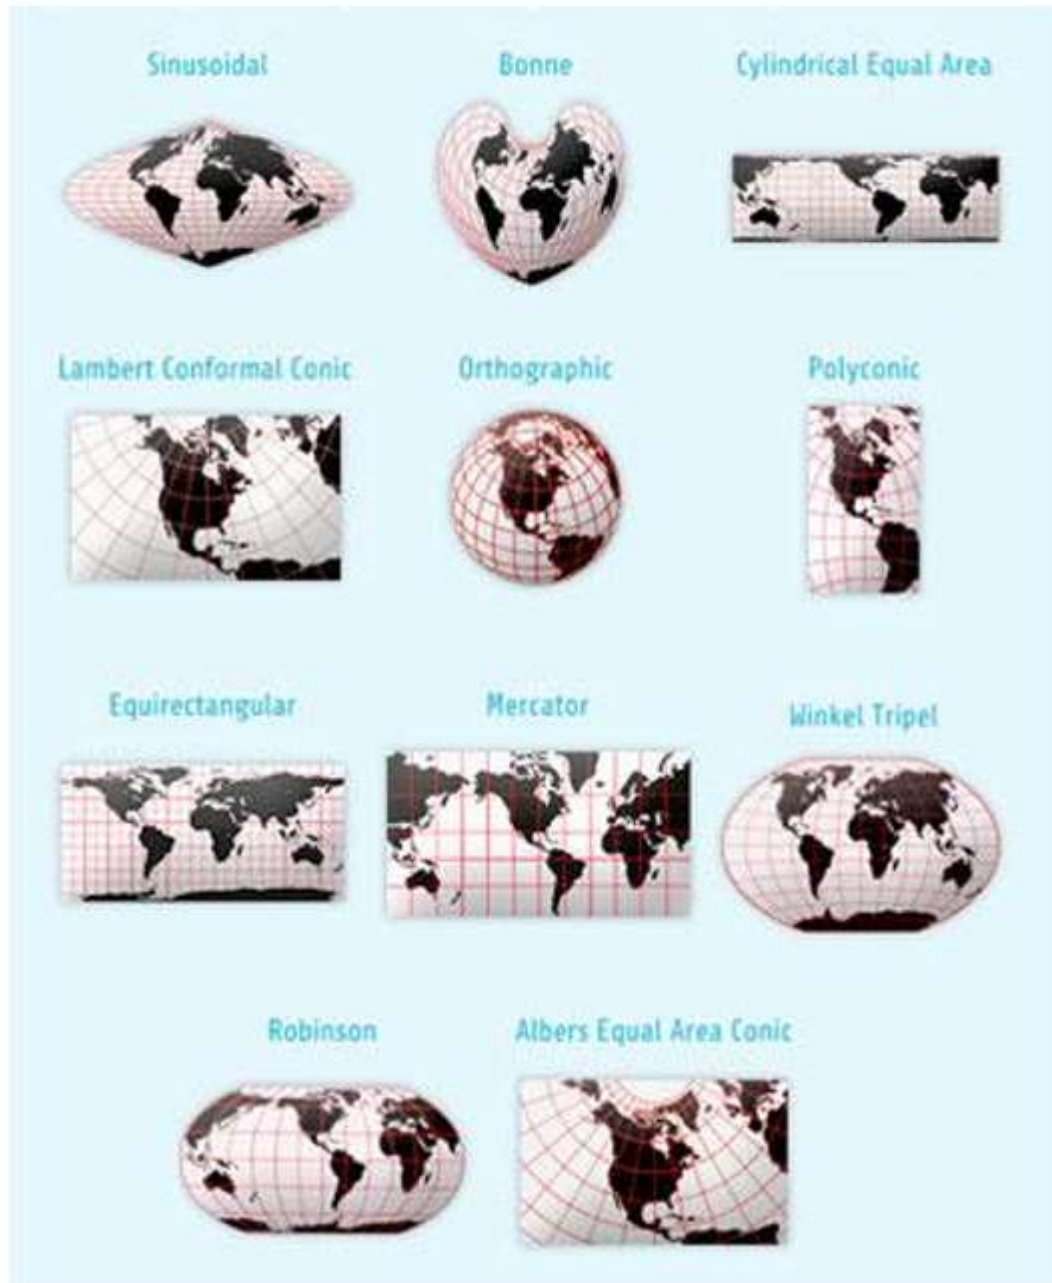 Sinusoidal
Bonne
Cylindrical Equal Area
Lambert Conformal Conic
Orthographic
Polyconic
Equirectangular
Mercator
Winkel Tripel
Robinson
Albers Equal Area Conic